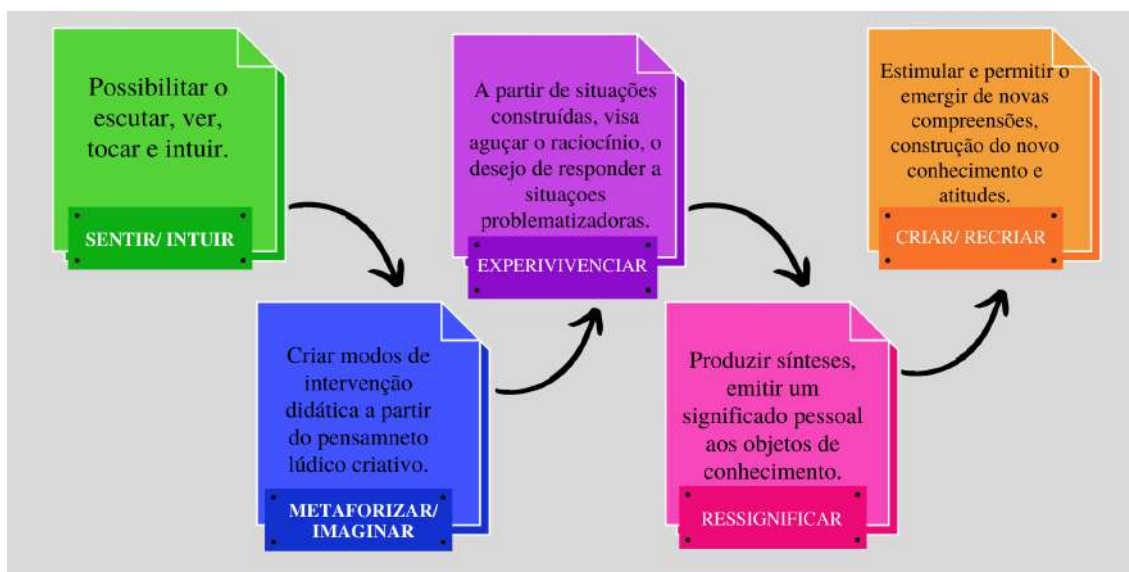 Possibilitar o
escutar, ver,
tocar e intuir.
SENTIR/ INTUIR
Criar modos de
intervenção
didática a partir
do pensamneto
lúdico criativo.
METAFORIZAR/
IMAGINAR
A partir de situações
construídas, visa
aguçar o raciocínio, o
desejo de responder a
situaçoes
problematizadoras.
EXPERIVIVENCIAR
Produzir sínteses,
emitir um
significado pessoal
aos objetos de
conhecimento.
RESSIGNIFICAR
Estimular e permitir o
emergir de novas
compreensões,
construção do novo
conhecimento e
atitudes.
CRIAR/ RECRIAR